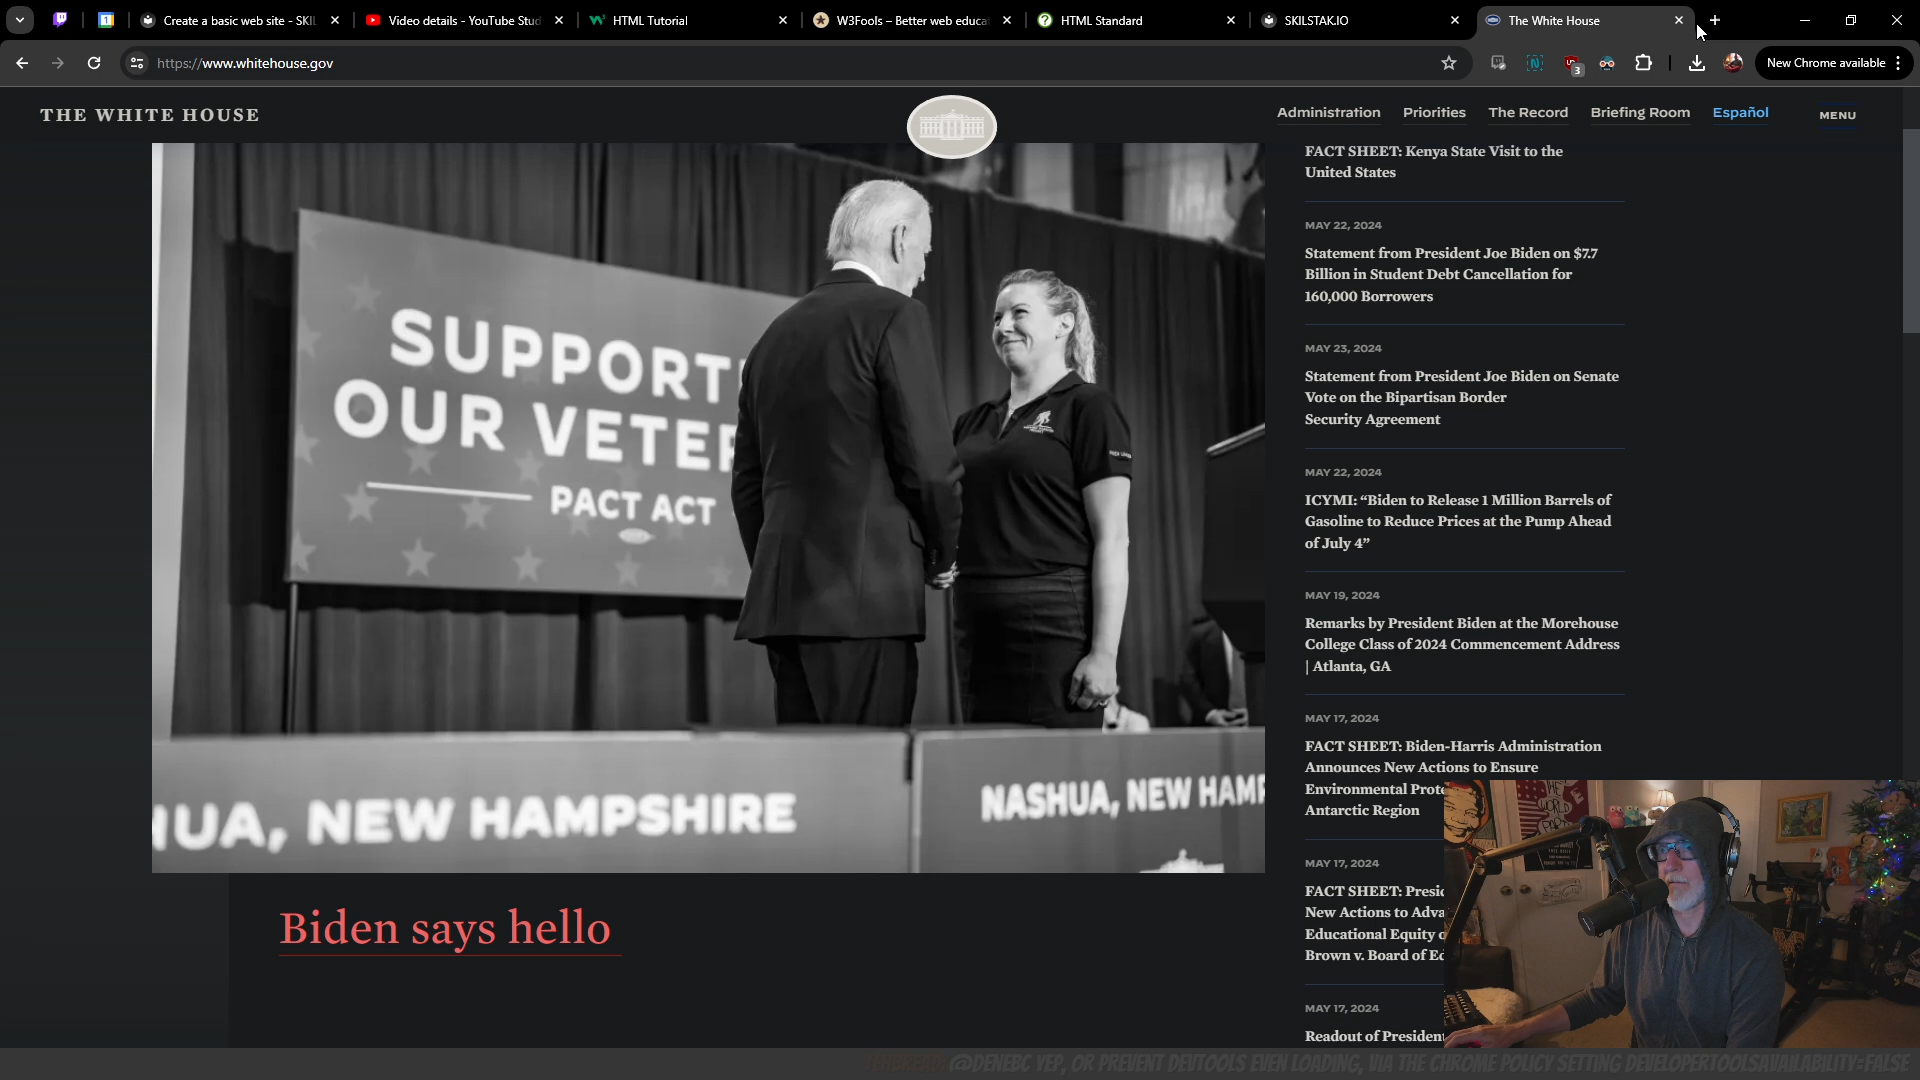 Create a basic web site - SKIL
Video details - YouTube Stud
HTML Tutorial
W3Fools – Better web educa
HTML Standard
SKILSTAK.IO
The White House
https://www.whitehouse.gov
3
New Chrome available
THE WHITE HOUSE
Administration
Priorities
The Record
Briefing Room
Español
MENU
SUPPORT
OUR VETER
PACT ACT
UA, NEW HAMPSHIRE
NASHUA, NEW HAMP
Biden says hello
FACT SHEET: Kenya State Visit to the
United States
MAY 22, 2024
Statement from President Joe Biden on $7.7
Billion in Student Debt Cancellation for
160,000 Borrowers
MAY 23, 2024
Statement from President Joe Biden on Senate
Vote on the Bipartisan Border
Security Agreement
MAY 22, 2024
ICYMI: “Biden to Release 1 Million Barrels of
Gasoline to Reduce Prices at the Pump Ahead
of July 4”
MAY 19, 2024
Remarks by President Biden at the Morehouse
College Class of 2024 Commencement Address
| Atlanta, GA
MAY 17, 2024
FACT SHEET: Biden-Harris Administration
Announces New Actions to Ensure
Environmental Prote
Antarctic Region
MAY 17, 2024
FACT SHEET: Presid
New Actions to Adva
Educational Equity o
Brown v. Board of Ed
MAY 17, 2024
Readout of President
@DENEBC YEP, OR PREVENT DEVTOOLS EVEN LOADING, VIA THE CHROME POLICY SETTING DEVELOPERTOOLSAVAILABILITY=FALSE